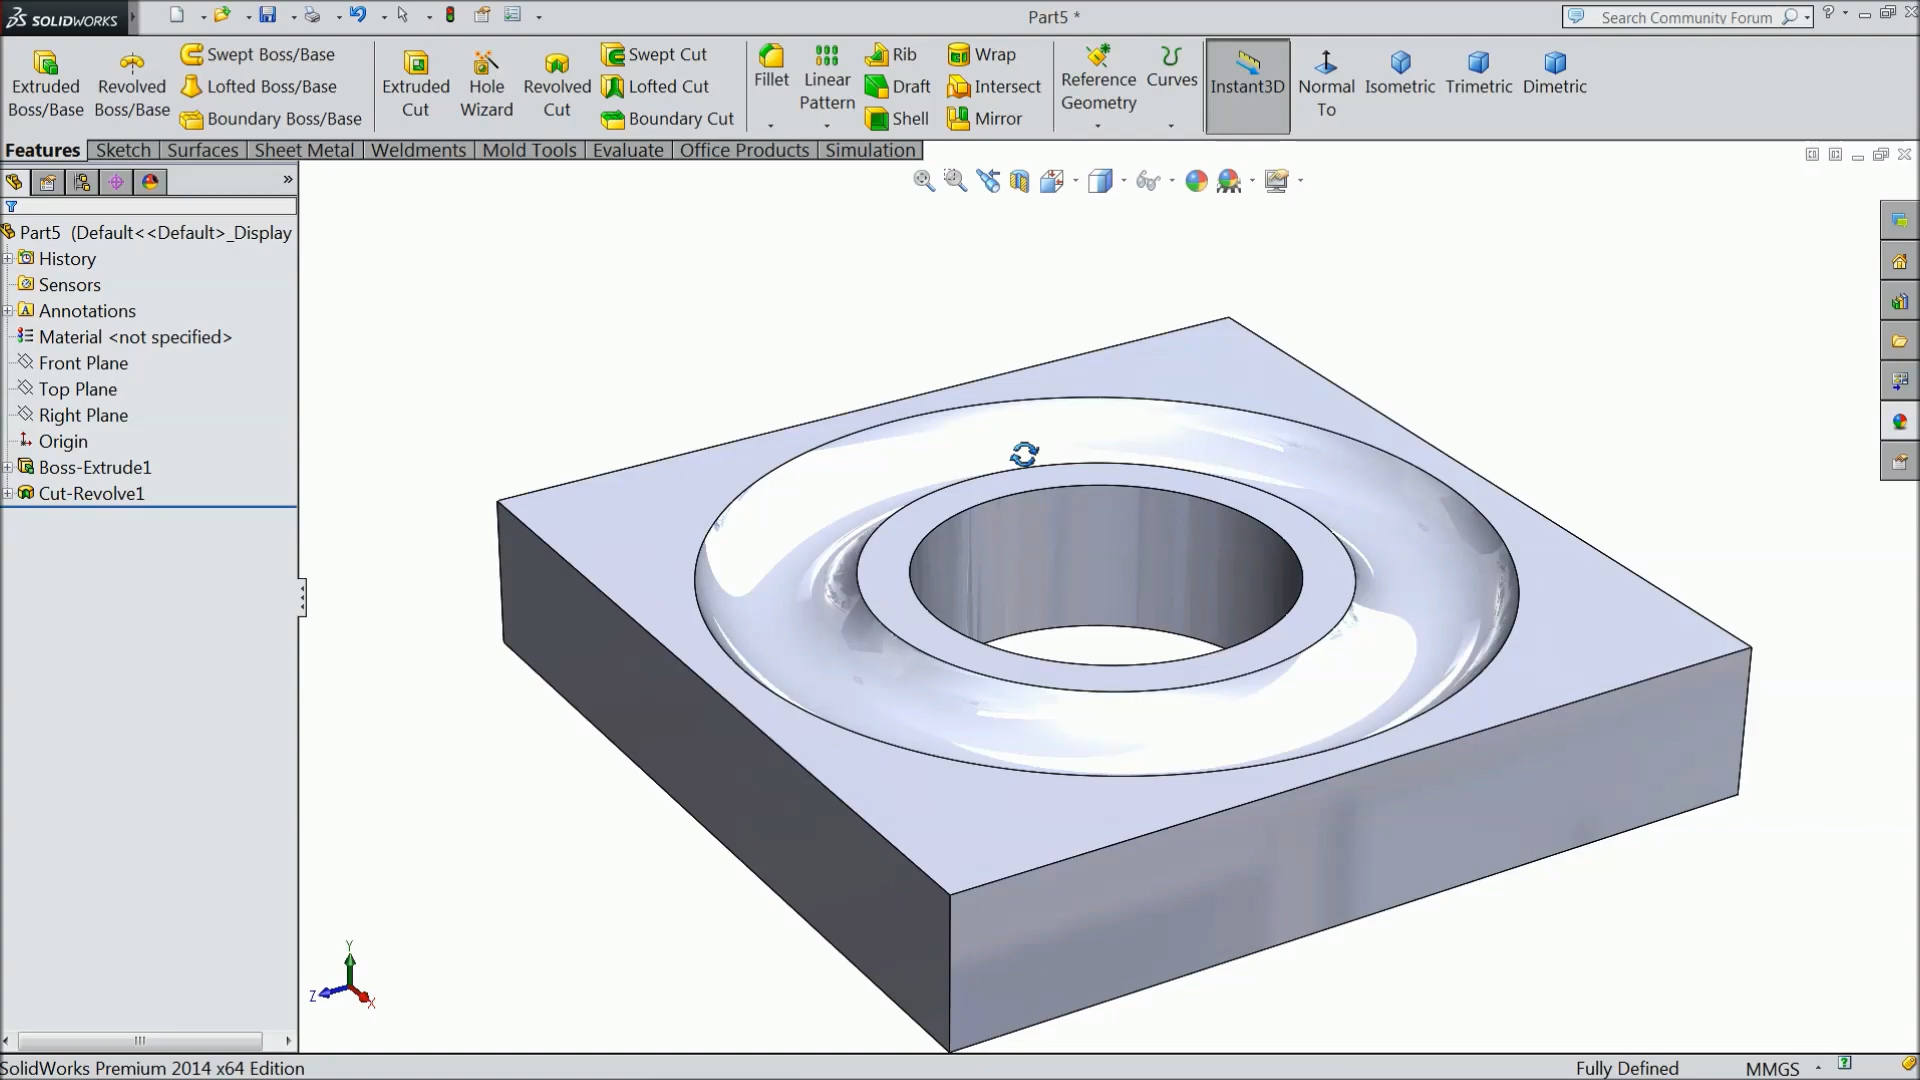 SOLIDWORKS
Part5 *
Search Community Forum
Extruded Boss/Base
Revolved Boss/Base
Swept Boss/Base
Lofted Boss/Base
Boundary Boss/Base
Extruded Cut
Hole Wizard
Revolved Cut
Swept Cut
Lofted Cut
Boundary Cut
Fillet
Linear Pattern
Rib
Draft
Shell
Wrap
Intersect
Mirror
Reference Geometry
Curves
Instant3D
Normal To
Isometric
Trimetric
Dimetric
Features Sketch Surfaces Sheet Metal Weldments Mold Tools Evaluate Office Products Simulation
Part5 (Default<<Default>_Display
History
Sensors
Annotations
Material <not specified>
Front Plane
Top Plane
Right Plane
Origin
Boss-Extrude1
Cut-Revolve1
Y
Z
X
SolidWorks Premium 2014 x64 Edition
Fully Defined
MMGS